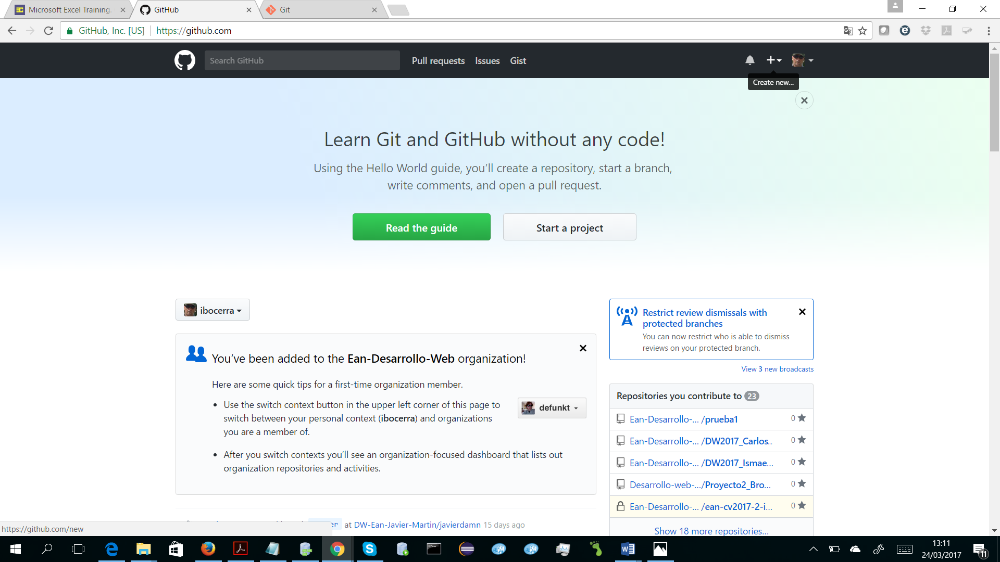 Microsoft Excel Training.
GitHub
Git
GitHub, Inc. [US]
https://github.com
Search GitHub
Pull requests
Issues
Gist
Create new...
Learn Git and GitHub without any code!
Using the Hello World guide, you’ll create a repository, start a branch,
write comments, and open a pull request.
Read the guide
Start a project
ibocerra
You’ve been added to the Ean-Desarrollo-Web organization!
Here are some quick tips for a first-time organization member.
Use the switch context button in the upper left corner of this page to
switch between your personal context (ibocerra) and organizations
you are a member of.
defunkt
After you switch contexts you’ll see an organization-focused dashboard that lists out
organization repositories and activities.
at DW-Ean-Javier-Martin/javierdamn 15 days ago
Restrict review dismissals with
protected branches
You can now restrict who is able to dismiss
reviews on your protected branch.
View 3 new broadcasts
Repositories you contribute to 23
Ean-Desarrollo-… /prueba1 0
Ean-Desarrollo-… /DW2017_Carlos.. 0
Ean-Desarrollo-… /DW2017_Ismae… 0
Desarrollo-web-…/Proyecto2_Bro… 0
Ean-Desarrollo-… /ean-cv2017-2-i… 0
Show 18 more repositories…
https://github.com/new
13:11
24/03/2017
11